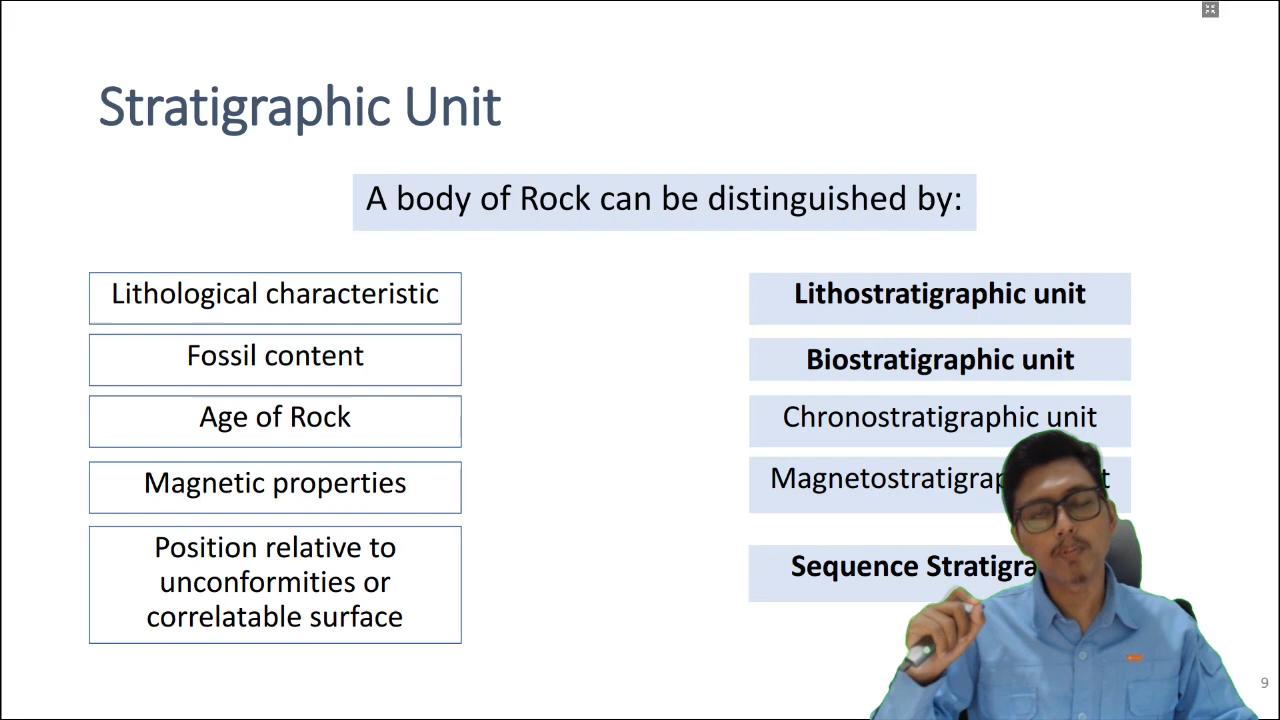 Stratigraphic Unit
A body of Rock can be distinguished by:
Lithological characteristic
Lithostratigraphic unit
Fossil content
Biostratigraphic unit
Age of Rock
Chronostratigraphic unit
Magnetic properties
Position relative to
unconformities or
correlatable surface
Sequence
9